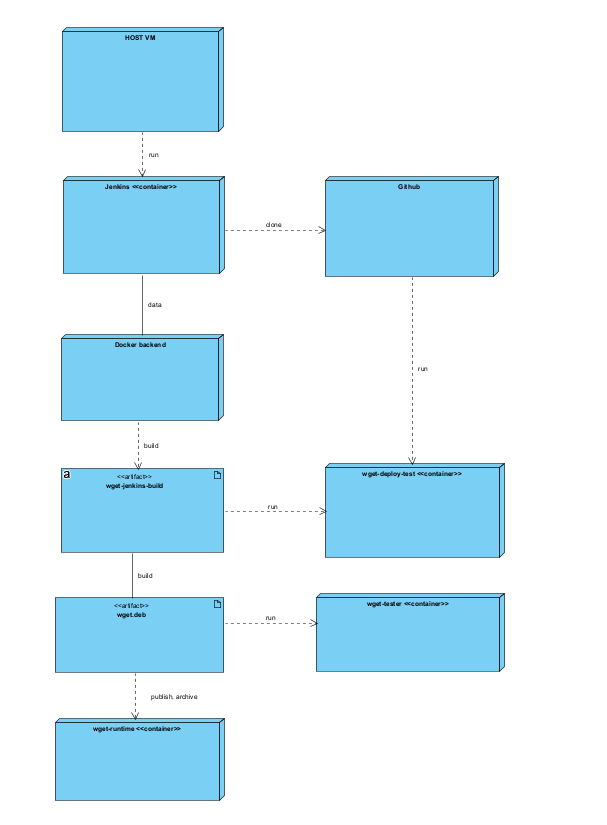 HOST VM
run
Jenkins <<container>>
Github
clone
data
Docker backend
run
build
a
<<artifact>>
wget-jenkins-build
wget-deploy-test <<container>>
run
build
<<artifact>>
wget.deb
wget-tester <<container>>
run
publish, archive
wget-runtime <<container>>